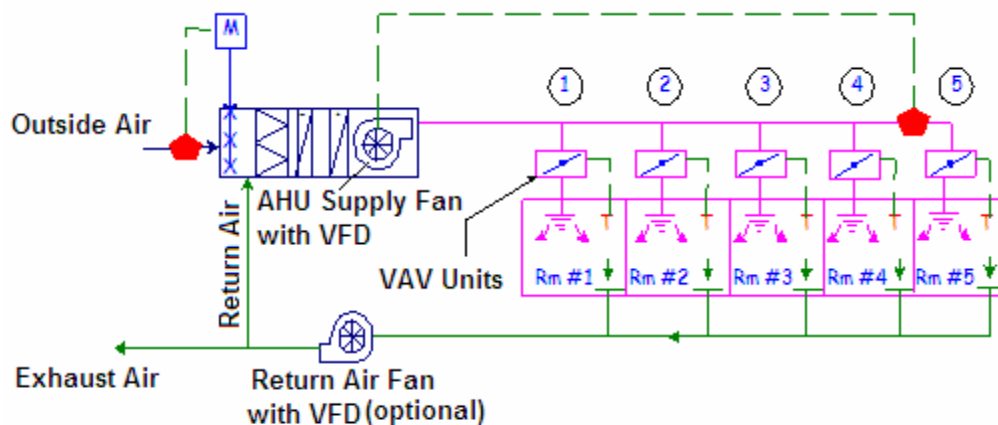 M
1 2 3 4 5
Outside Air
AHU Supply Fan
with VFD
VAV Units
Return Air
T T T T T
Rm #1 Rm #2 Rm #3 Rm #4 Rm #5
Exhaust Air
Return Air Fan
with VFD (optional)